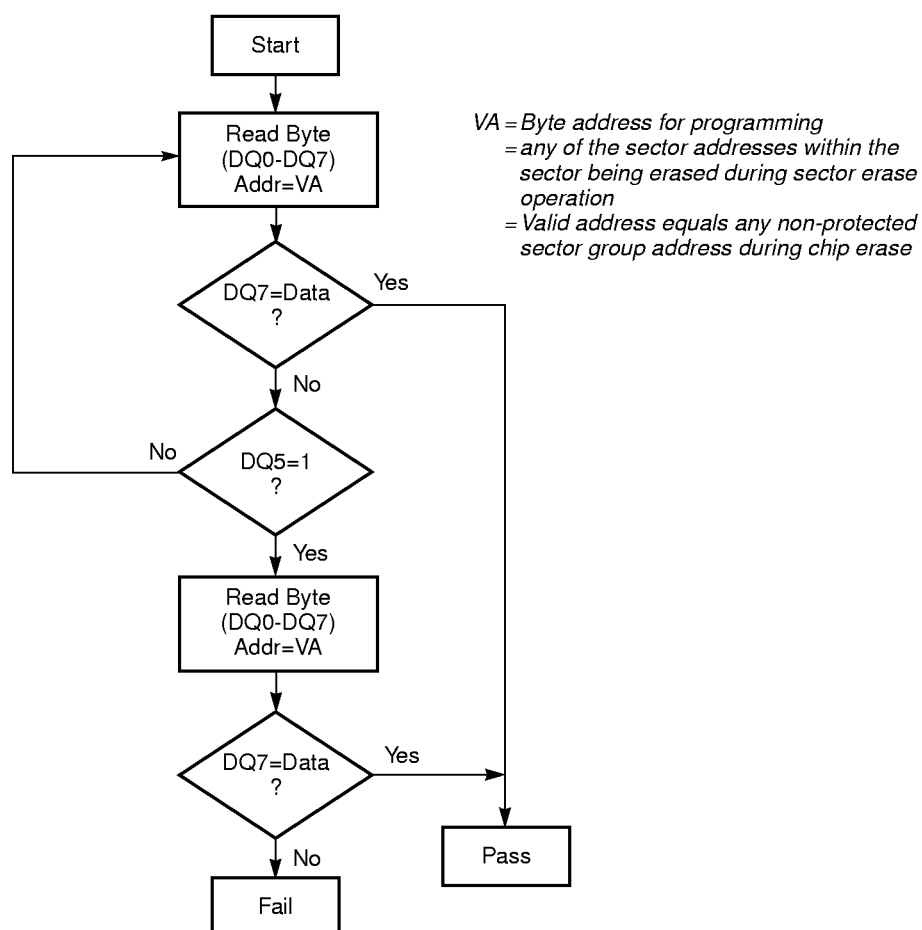 Start
Read Byte
(DQ0-DQ7)
Addr=VA
VA = Byte address for programming
= any of the sector addresses within the
sector being erased during sector erase
operation
= Valid address equals any non-protected
sector group address during chip erase
DQ7=Data
?
Yes
No
No
DQ5=1
?
Yes
Read Byte
(DQ0-DQ7)
Addr=VA
DQ7=Data
?
Yes
No
Pass
Fail